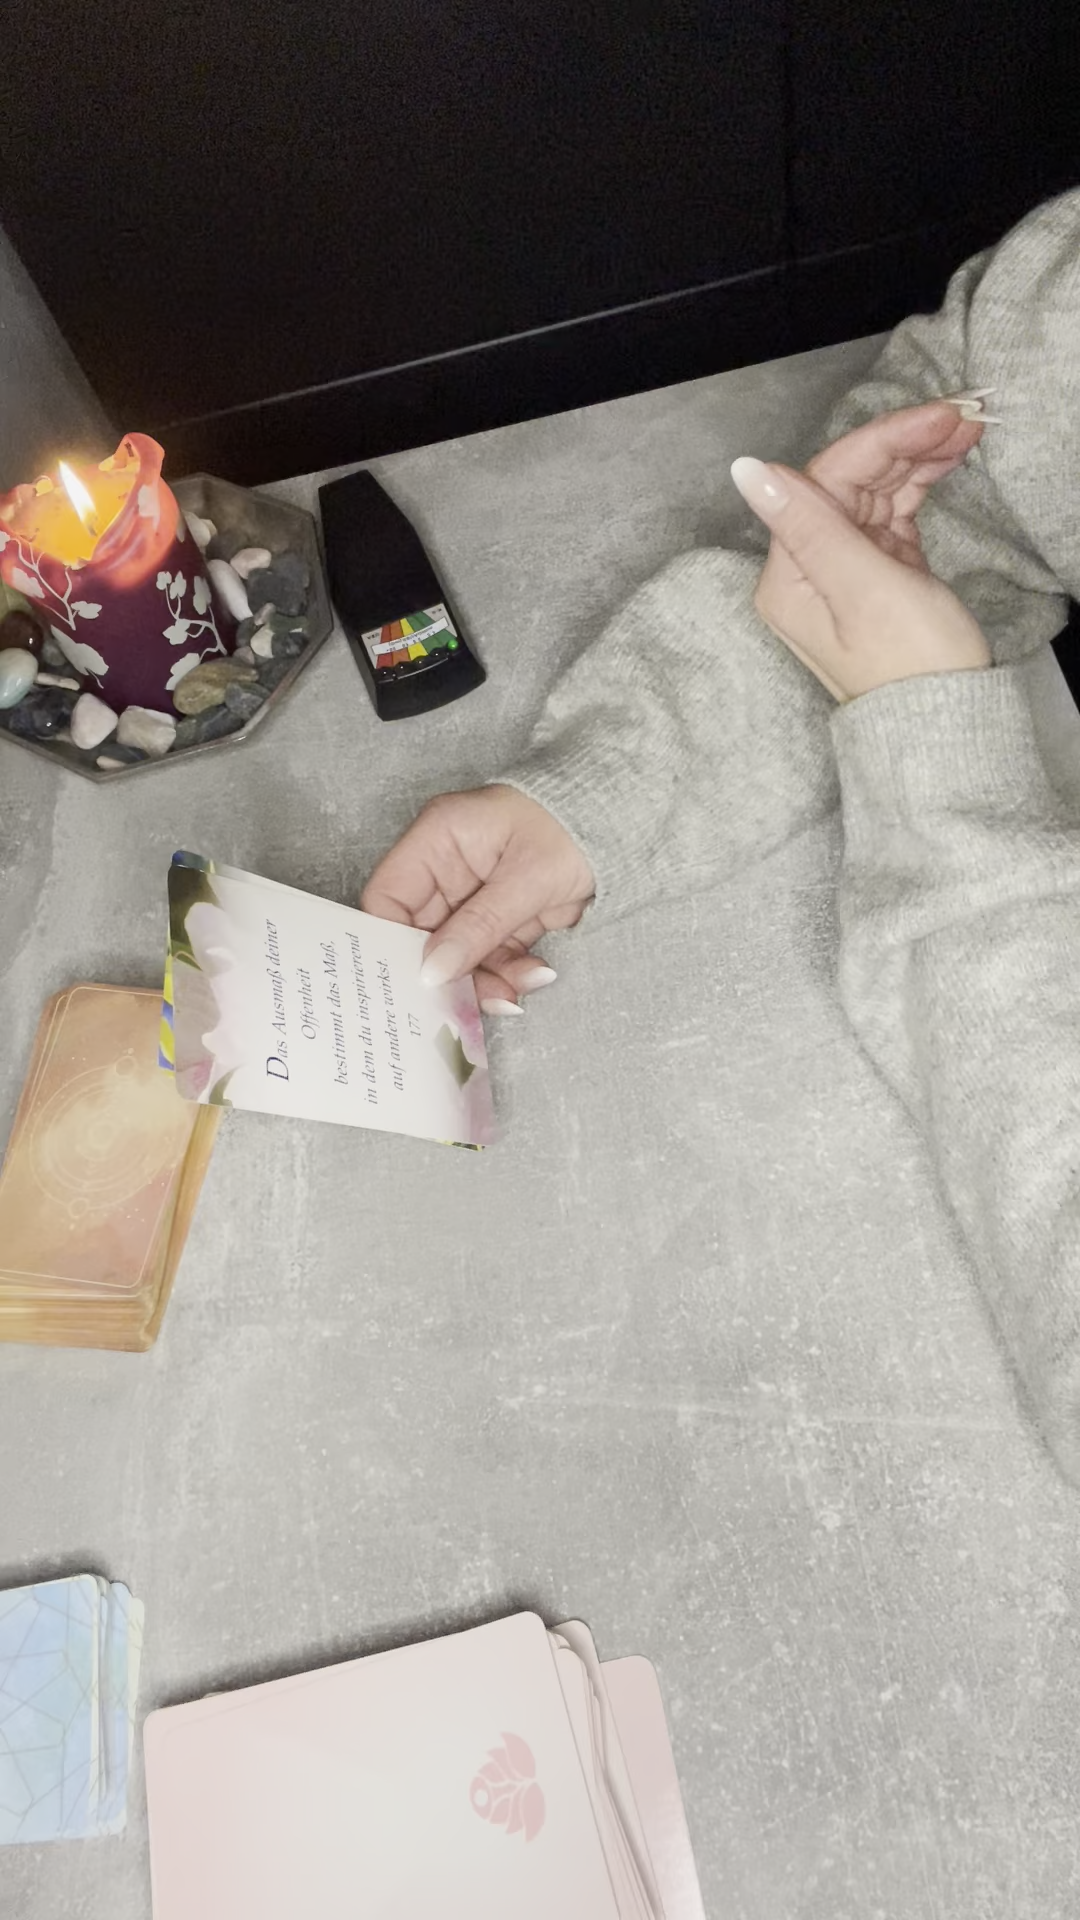 Das Ausmaß deiner
Offenheit
bestimmt das Maß,
in dem du inspirierend
auf andere wirkst.
177